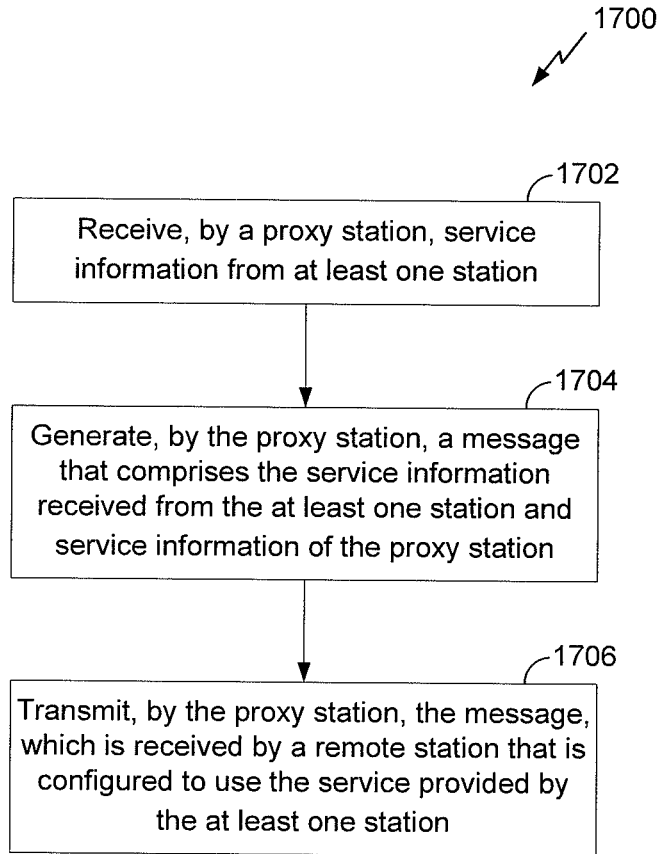 1700
1702
Receive, by a proxy station, service
information from at least one station
1704
Generate, by the proxy station, a message
that comprises the service information
received from the at least one station and
service information of the proxy station
1706
Transmit, by the proxy station, the message,
which is received by a remote station that is
configured to use the service provided by
the at least one station